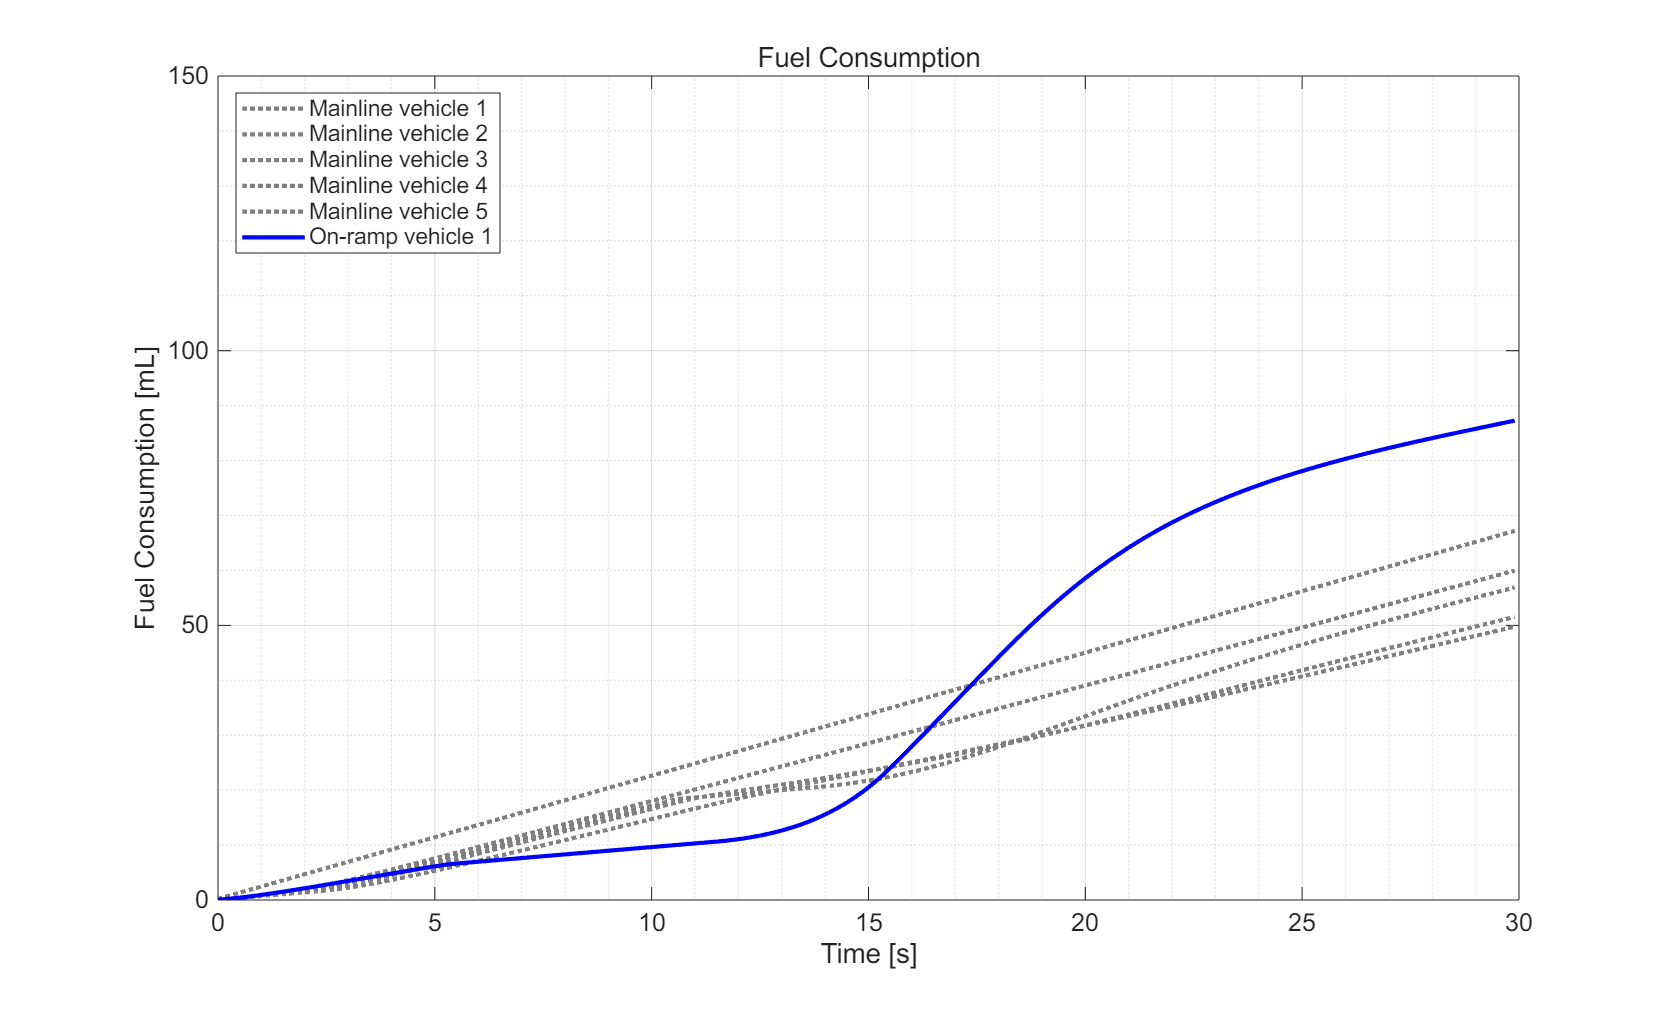 Fuel Consumption
150
100
50
0
Fuel Consumption [mL]
Mainline vehicle 1
Mainline vehicle 2
Mainline vehicle 3
Mainline vehicle 4
Mainline vehicle 5
On-ramp vehicle 1
0 5 10 15 20 25 30
Time [s]